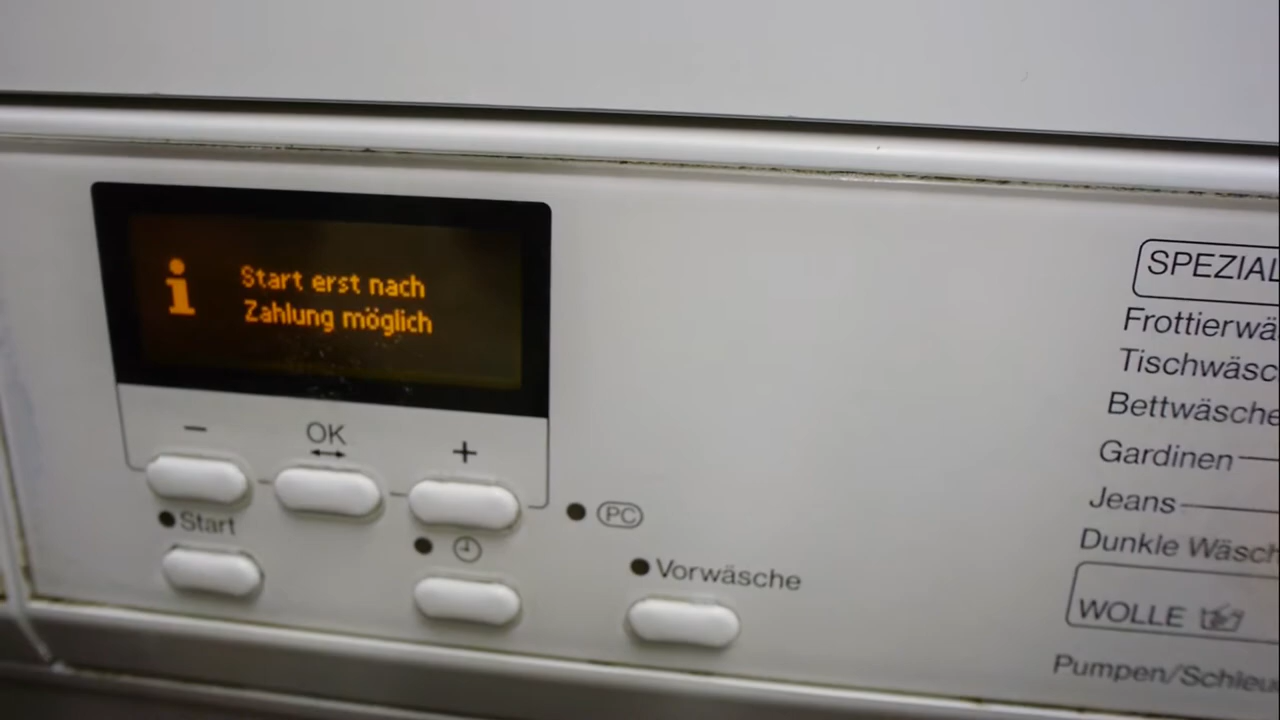 i Start erst nach
Zahlung möglich
− OK +
Start
PC
Vorwäsche
SPEZIAL
Frottierwä
Tischwäsc
Bettwäsche
Gardinen
Jeans
Dunkle Wäsch
WOLLE
Pumpen/Schleu